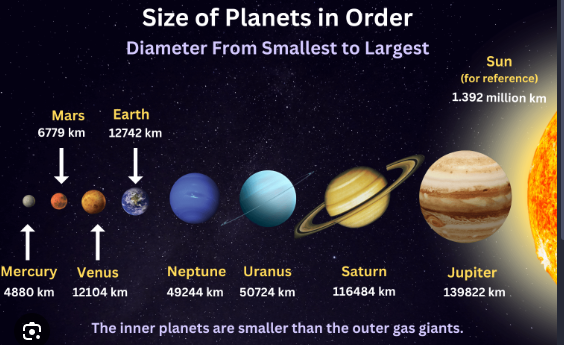 Size of Planets in Order
Diameter From Smallest to Largest
Sun
(for reference)
1.392 million km
Mars
6779 km
Earth
12742 km
Mercury
4880 km
Venus
12104 km
Neptune
49244 km
Uranus
50724 km
Saturn
116484 km
Jupiter
139822 km
The inner planets are smaller than the outer gas giants.